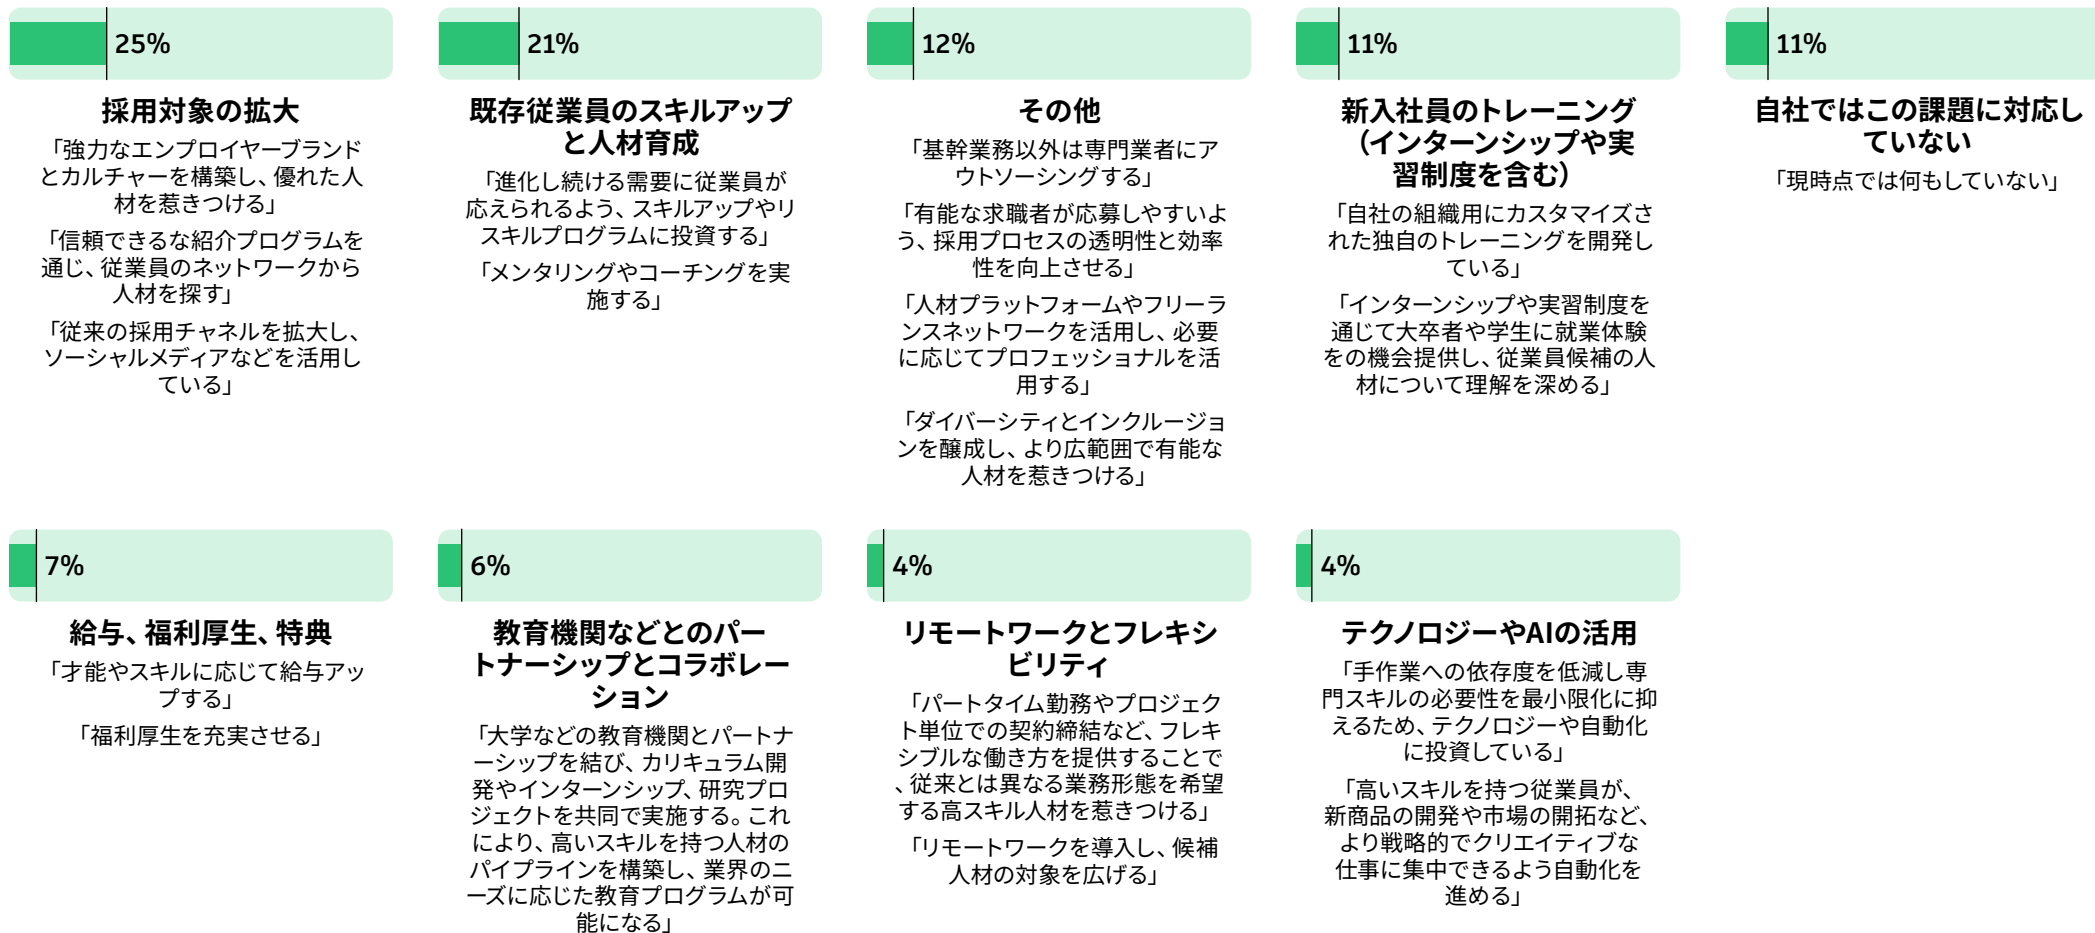 25%
採用対象の拡大
「強力なエンプロイヤーブランド
とカルチャーを構築し、優れた人
材を惹きつける」
「信頼できるな紹介プログラムを
通じ、従業員のネットワークから
人材を探す」
「従来の採用チャネルを拡大し、
ソーシャルメディアなどを活用し
ている」
21%
既存従業員のスキルアップ
と人材育成
「進化し続ける需要に従業員が
応えられるよう、スキルアップやリ
スキルプログラムに投資する」
「メンタリングやコーチングを実
施する」
12%
その他
「基幹業務以外は専門業者にア
ウトソーシングする」
「有能な求職者が応募しやすいよ
う、採用プロセスの透明性と効率
性を向上させる」
「人材プラットフォームやフリーラ
ンスネットワークを活用し、必要
に応じてプロフェッショナルを活
用する」
「ダイバーシティとインクルージョ
ンを醸成し、より広範囲で有能な
人材を惹きつける」
11%
新入社員のトレーニング
（インターンシップや実
習制度を含む）
「自社の組織用にカスタマイズさ
れた独自のトレーニングを開発し
ている」
「インターンシップや実習制度を
通じて大卒者や学生に就業体験
をの機会提供し、従業員候補の人
材について理解を深める」
11%
自社ではこの課題に対応し
ていない
「現時点では何もしていない」
7%
給与、福利厚生、特典
「才能やスキルに応じて給与アッ
プする」
「福利厚生を充実させる」
6%
教育機関などとのパー
トナーシップとコラボレー
ション
「大学などの教育機関とパートナ
ーシップを結び、カリキュラム開
発やインターンシップ、研究プロ
ジェクトを共同で実施する。これ
により、高いスキルを持つ人材の
パイプラインを構築し、業界のニ
ーズに応じた教育プログラムが可
能になる」
4%
リモートワークとフレキシ
ビリティ
「パートタイム勤務やプロジェク
ト単位での契約締結など、フレキ
シブルな働き方を提供することで
、従来とは異なる業務形態を希望
する高スキル人材を惹きつける」
「リモートワークを導入し、候補
人材の対象を広げる」
4%
テクノロジーやAIの活用
「手作業への依存度を低減し専
門スキルの必要性を最小限化に抑
えるため、テクノロジーや自動化
に投資している」
「高いスキルを持つ従業員が、
新商品の開発や市場の開拓など、
より戦略的でクリエイティブな
仕事に集中できるよう自動化を
進める」